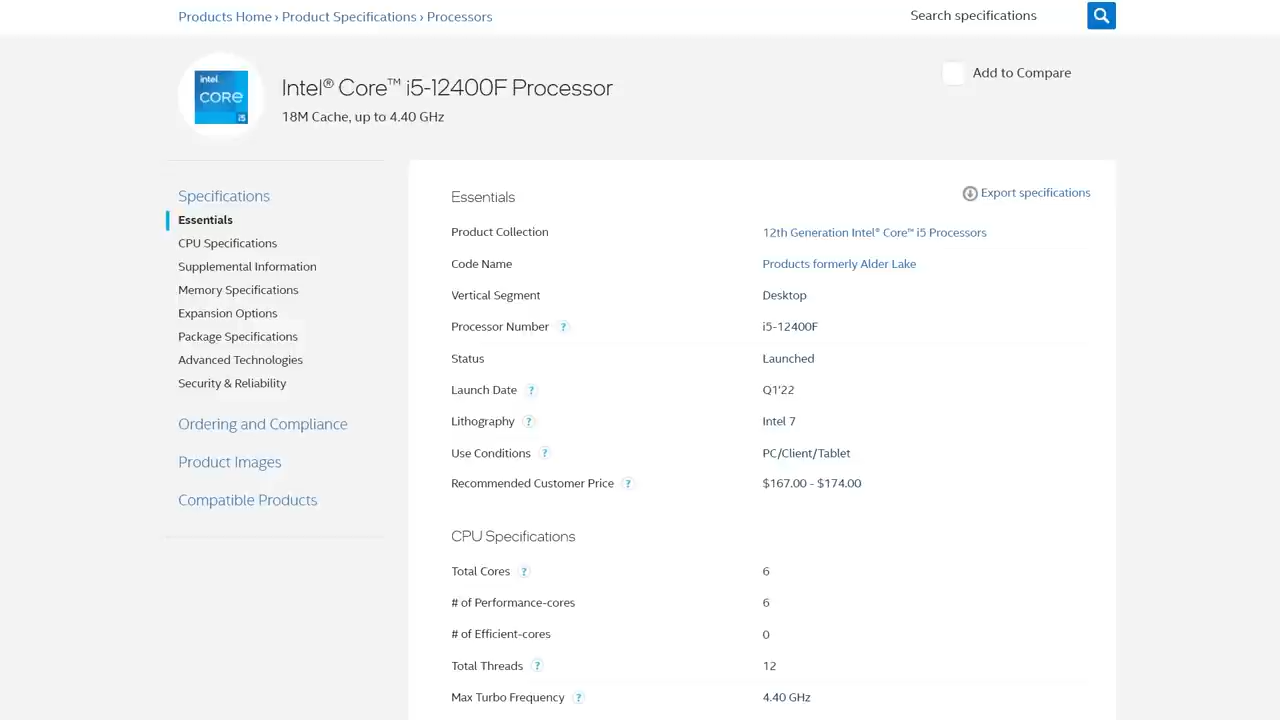 Products Home › Product Specifications › Processors
Search specifications
intel
CORE
i5
Intel® Core™ i5-12400F Processor
18M Cache, up to 4.40 GHz
Add to Compare
Specifications
Essentials
CPU Specifications
Supplemental Information
Memory Specifications
Expansion Options
Package Specifications
Advanced Technologies
Security & Reliability
Ordering and Compliance
Product Images
Compatible Products
Essentials
Export specifications
Product Collection 12th Generation Intel® Core™ i5 Processors
Code Name Products formerly Alder Lake
Vertical Segment Desktop
Processor Number ? i5-12400F
Status Launched
Launch Date ? Q1'22
Lithography ? Intel 7
Use Conditions ? PC/Client/Tablet
Recommended Customer Price ? $167.00 - $174.00
CPU Specifications
Total Cores ? 6
# of Performance-cores 6
# of Efficient-cores 0
Total Threads ? 12
Max Turbo Frequency ? 4.40 GHz